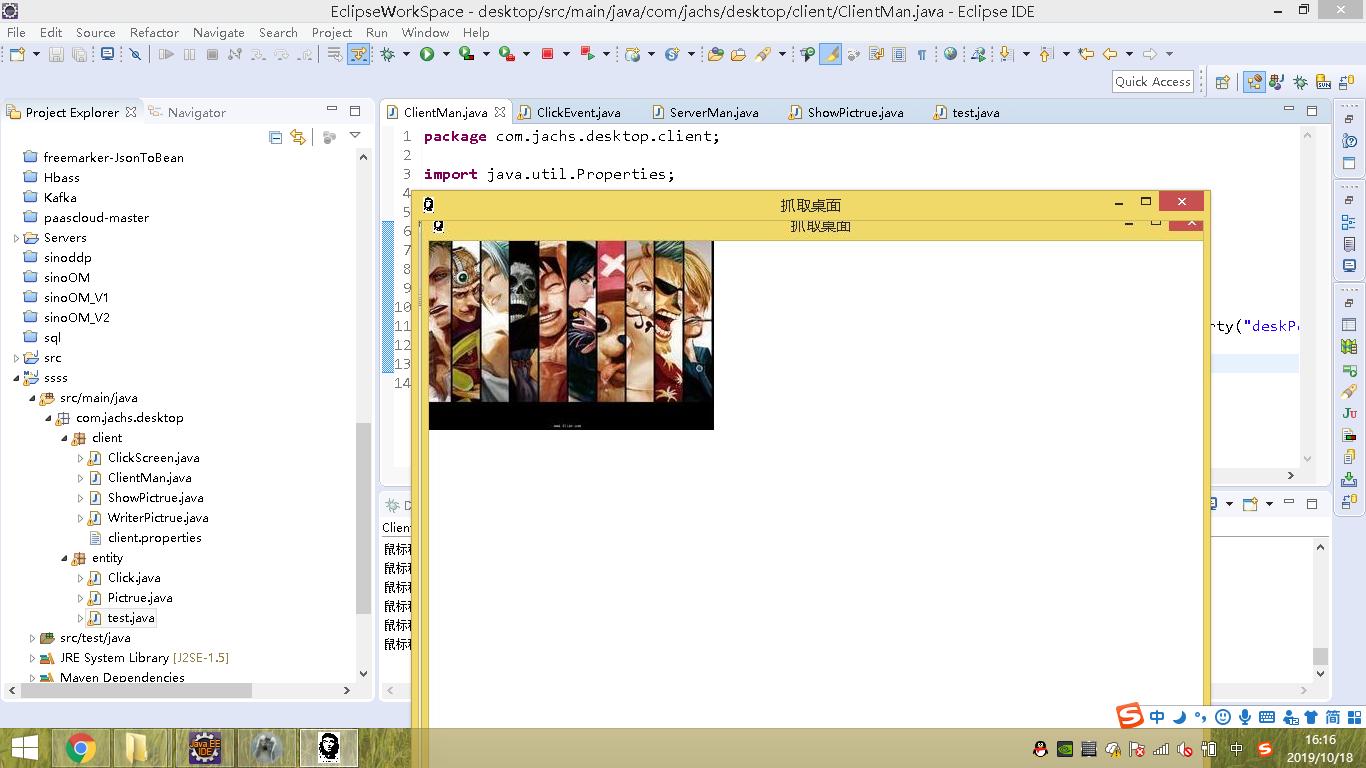 EclipseWorkSpace - desktop/src/main/java/com/jachs/desktop/client/ClientMan.java - Eclipse IDE
File Edit Source Refactor Navigate Search Project Run Window Help
Quick Access
Project Explorer Navigator
freemarker-JsonToBean
Hbass
Kafka
paascloud-master
Servers
sinoddp
sinoOM
sinoOM_V1
sinoOM_V2
sql
src
ssss
src/main/java
com.jachs.desktop
client
ClickScreen.java
ClientMan.java
ShowPictrue.java
WriterPictrue.java
client.properties
entity
Click.java
Pictrue.java
test.java
src/test/java
JRE System Library [J2SE-1.5]
Maven Dependencies
ClientMan.java ClickEvent.java ServerMan.java ShowPictrue.java test.java
1 package com.jachs.desktop.client;
2
3 import java.util.Properties;
4
5
6
7
8
9
10
11 rty("deskP
12
13
14
抓取桌面
抓取桌面
D
Client
鼠标
鼠标
鼠标
鼠标
鼠标
鼠标
中 简
中
16:16
2019/10/18